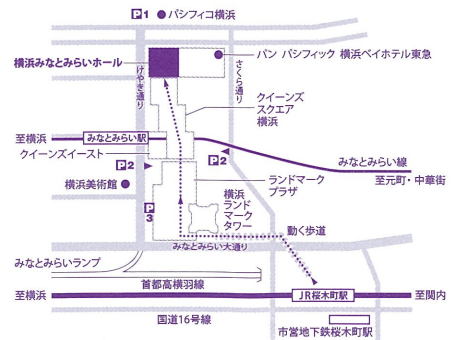 P1 ● パシフィコ横浜
横浜みなとみらいホール
パン パシフィック 横浜ベイホテル東急
けやき通り
さくら通り
クイーンズ
スクエア
横浜
至横浜
みなとみらい駅
クイーンズイースト
P2
P2
みなとみらい線
至元町・中華街
横浜美術館
ランドマーク
プラザ
P3
横浜
ランド
マーク
タワー
動く歩道
みなとみらい大通り
みなとみらいランプ
首都高横羽線
至横浜
JR桜木町駅
至関内
国道16号線
市営地下鉄桜木町駅